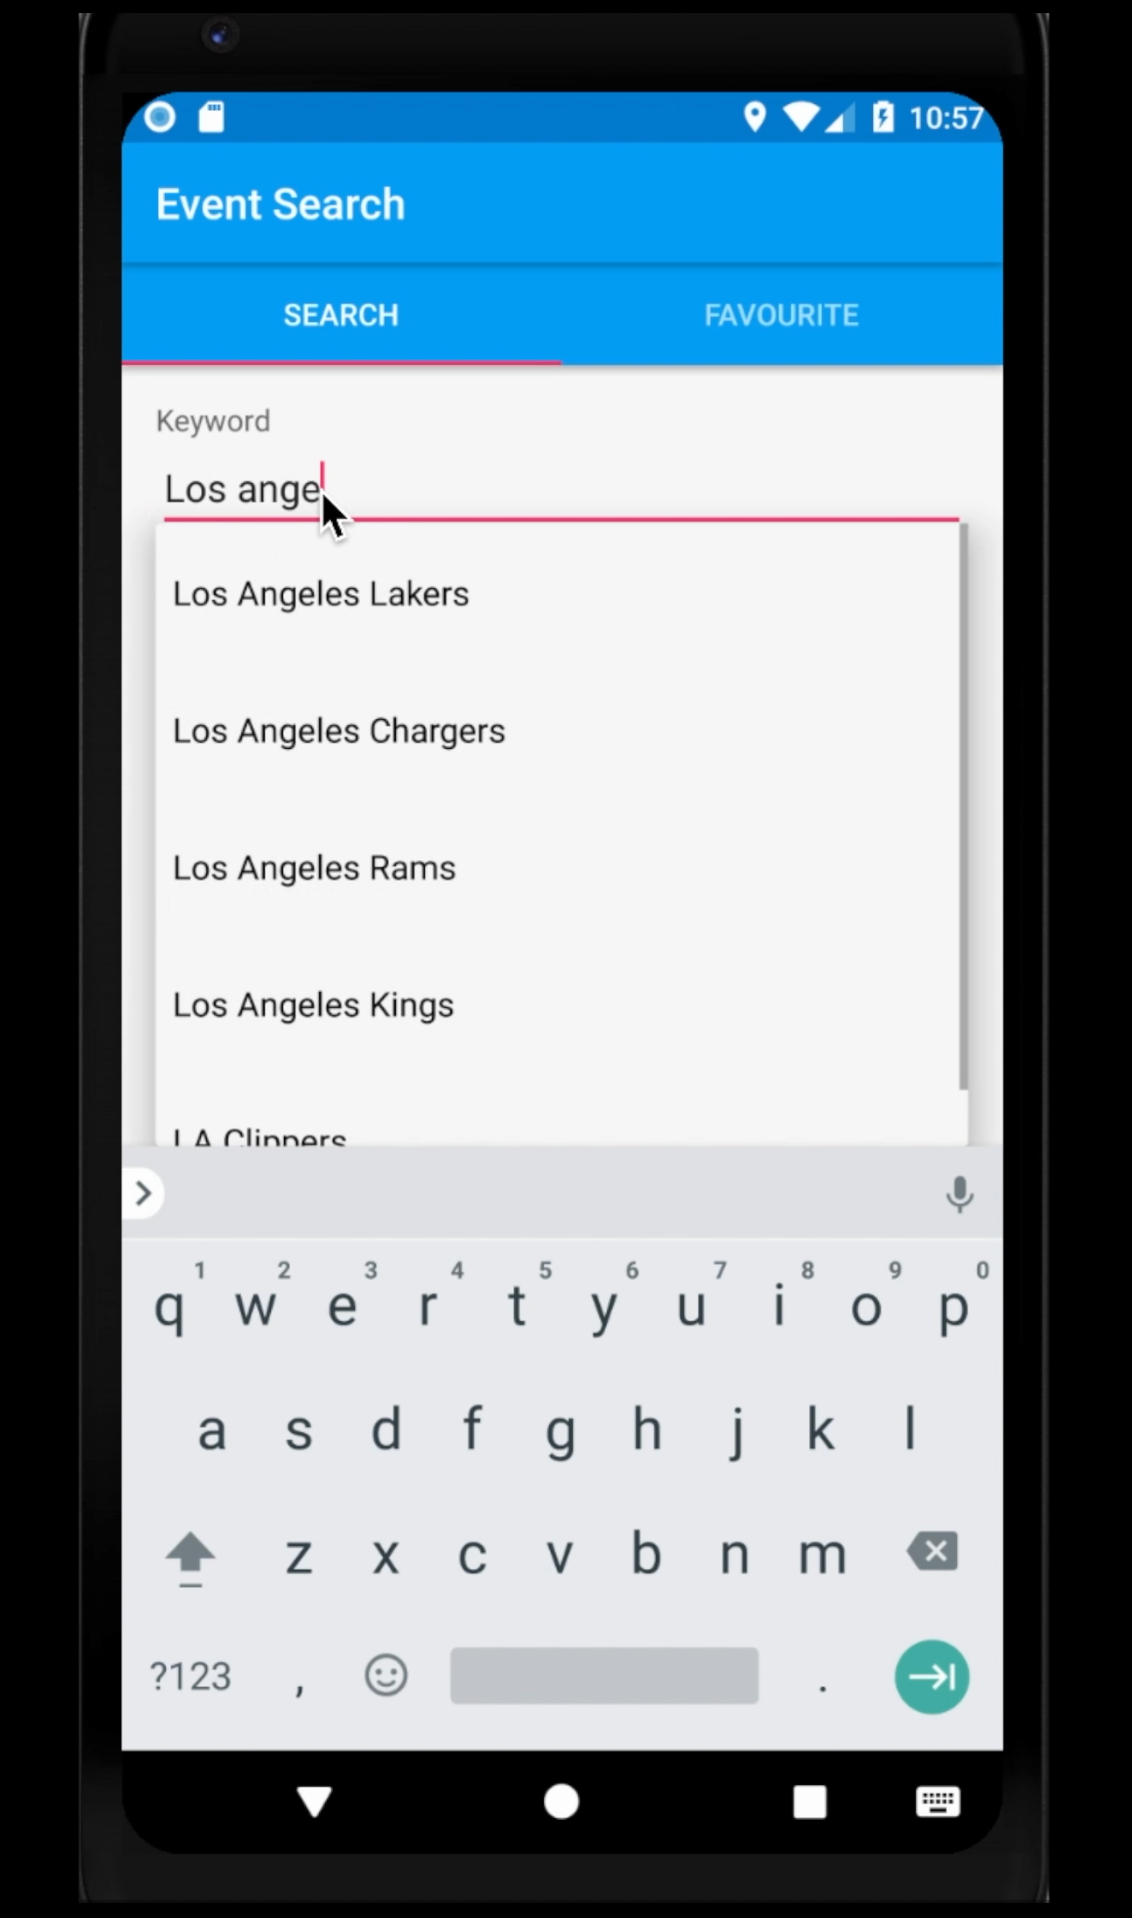 10:57
Event Search
SEARCH FAVOURITE
Keyword
Los ange
Los Angeles Lakers
Los Angeles Chargers
Los Angeles Rams
Los Angeles Kings
LA Clippers
1 2 3 4 5 6 7 8 9 0
q w e r t y u i o p
a s d f g h j k l
z x c v b n m
?123 , .